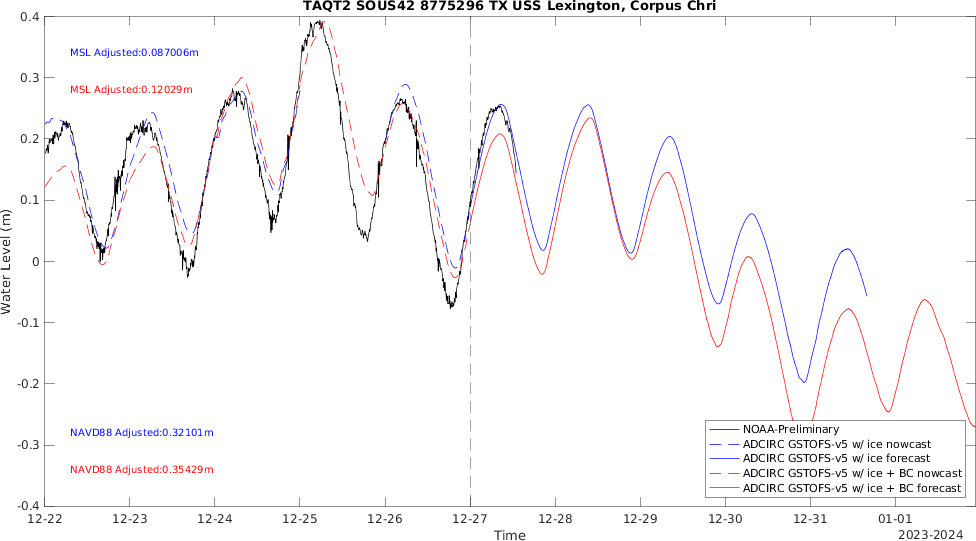 TAQT2 SOUS42 8775296 TX USS Lexington, Corpus Chri
0.4
0.3
0.2
0.1
0
-0.1
-0.2
-0.3
-0.4
Water Level (m)
MSL Adjusted:0.087006m
MSL Adjusted:0.12029m
NAVD88 Adjusted:0.32101m
NAVD88 Adjusted:0.35429m
NOAA-Preliminary
ADCIRC GSTOFS-v5 w/ ice nowcast
ADCIRC GSTOFS-v5 w/ ice forecast
ADCIRC GSTOFS-v5 w/ ice + BC nowcast
ADCIRC GSTOFS-v5 w/ ice + BC forecast
12-22 12-23 12-24 12-25 12-26 12-27 12-28 12-29 12-30 12-31 01-01
Time
2023-2024